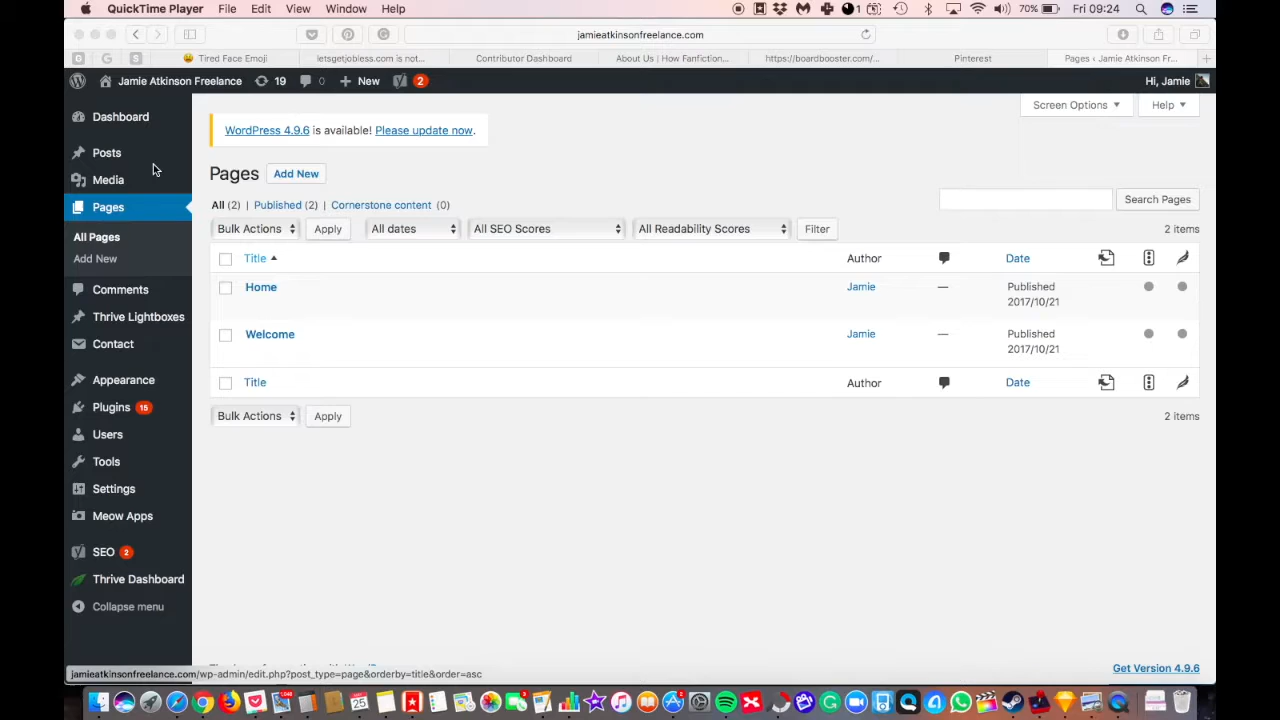 QuickTime Player File Edit View Window Help 1 70% Fri 09:24
jamieatkinsonfreelance.com
Tired Face Emoji letsgetjobless.com is not... Contributor Dashboard About Us | How Fanfiction... https://boardbooster.com/... Pinterest Pages ‹ Jamie Atkinson Fr...
Jamie Atkinson Freelance 19 0 New 2 Hi, Jamie
Screen Options Help
Dashboard
Posts
Media
Pages
All Pages
Add New
Comments
Thrive Lightboxes
Contact
Appearance
Plugins 15
Users
Tools
Settings
Meow Apps
SEO 2
Thrive Dashboard
Collapse menu
WordPress 4.9.6 is available! Please update now.
Pages Add New
All (2) | Published (2) | Cornerstone content (0)
Search Pages
Bulk Actions Apply All dates All SEO Scores All Readability Scores Filter 2 items
Title Author Date
Home Jamie — Published
2017/10/21
Welcome Jamie — Published
2017/10/21
Title Author Date
Bulk Actions Apply 2 items
jamieatkinsonfreelance.com/wp-admin/edit.php?post_type=page&orderby=title&order=asc
Get Version 4.9.6